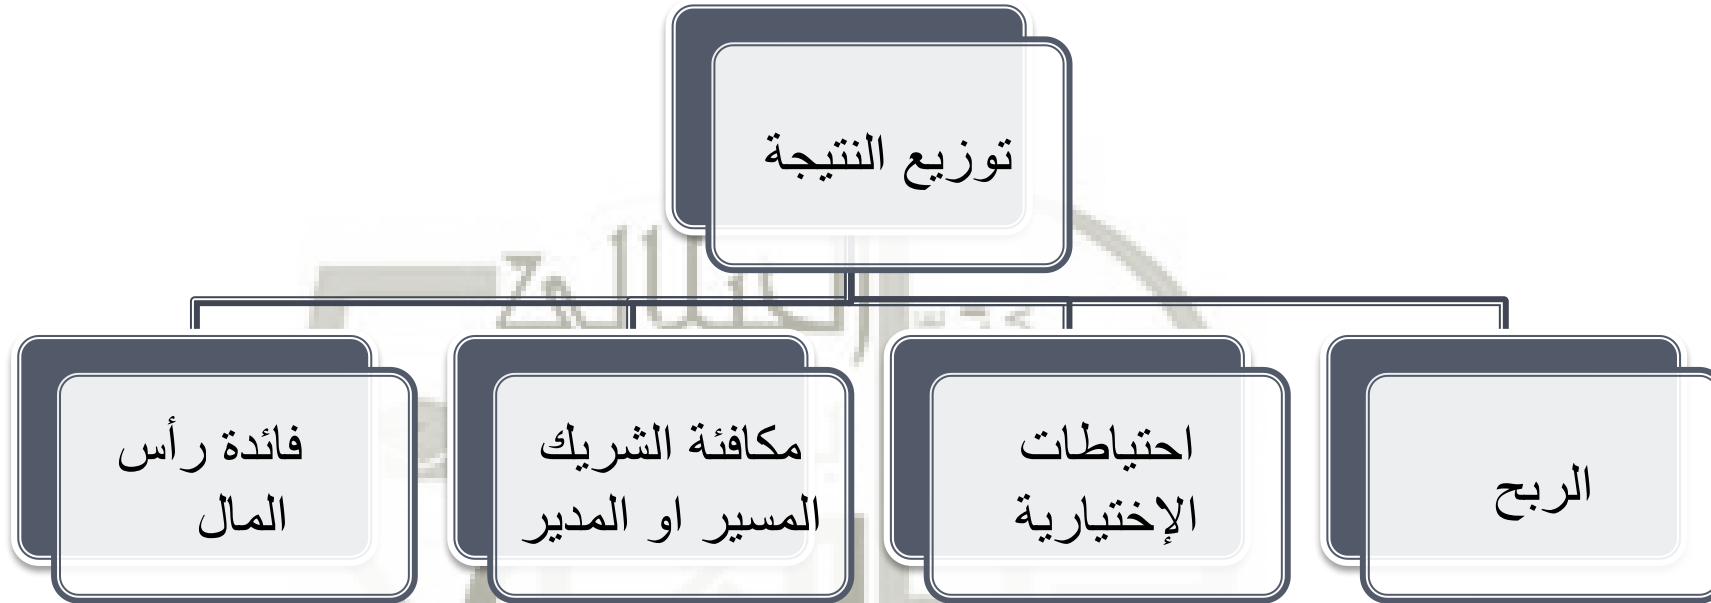 توزيع النتيجة
الربح
احتياطات
الإختيارية
مكافئة الشريك
المسير او المدير
فائدة رأس
المال